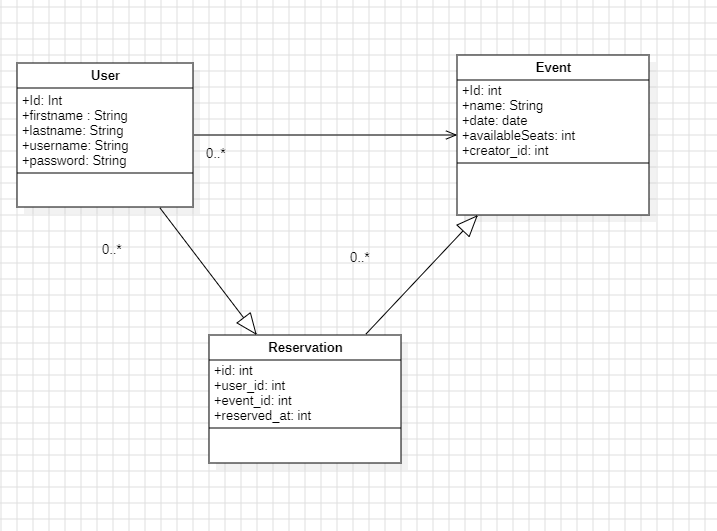 User
+Id: Int
+firstname : String
+lastname: String
+username: String
+password: String
0..*
Event
+Id: int
+name: String
+date: date
+availableSeats: int
+creator_id: int
0..*
0..*
Reservation
+id: int
+user_id: int
+event_id: int
+reserved_at: int